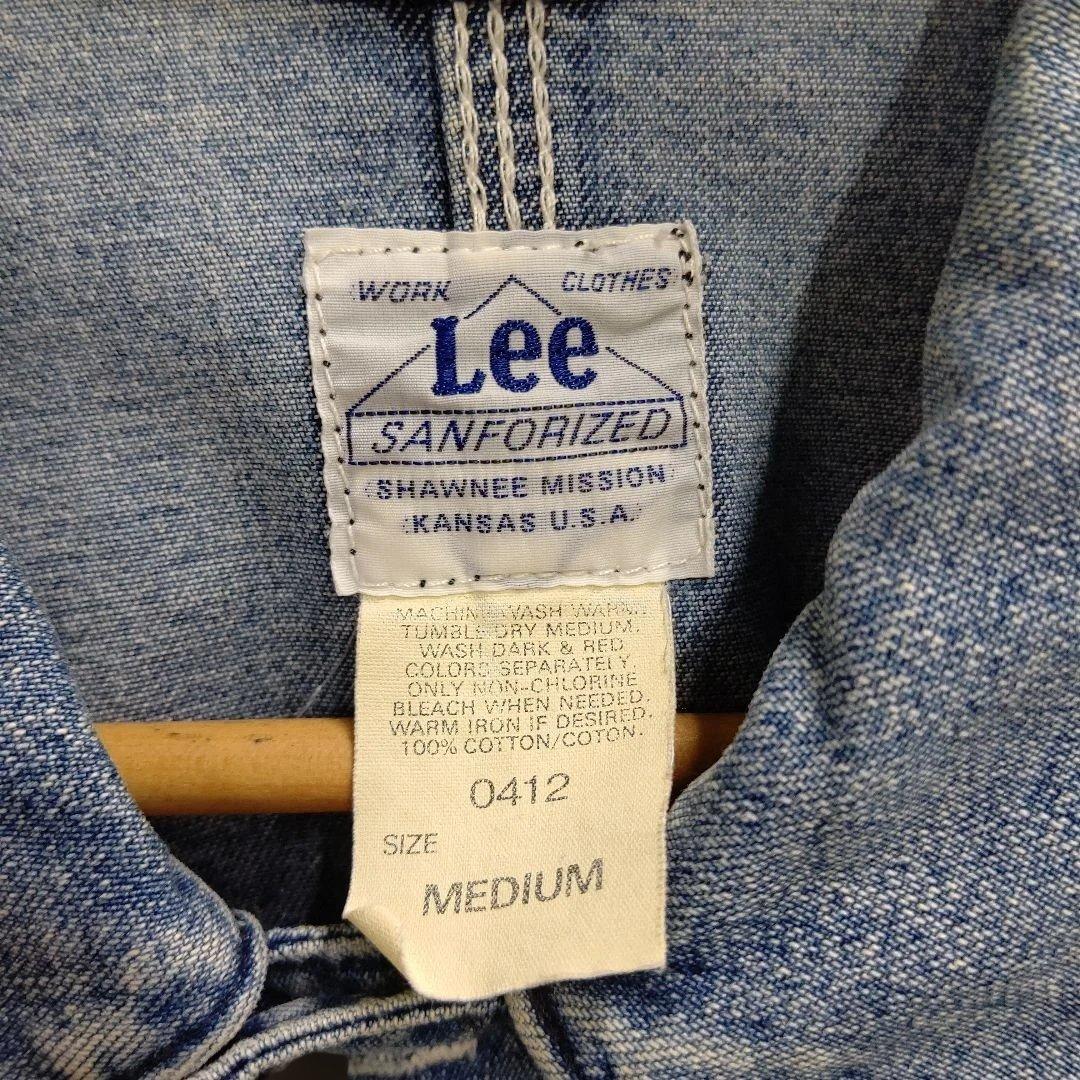 WORK CLOTHES
Lee
SANFORIZED
SHAWNEE MISSION
KANSAS U.S.A.
MACHINE WASH WARM
TUMBLE DRY MEDIUM.
WASH DARK & RED
COLORS SEPARATELY.
ONLY NON-CHLORINE
BLEACH WHEN NEEDED.
WARM IRON IF DESIRED.
100% COTTON/COTON.
0412
SIZE
MEDIUM